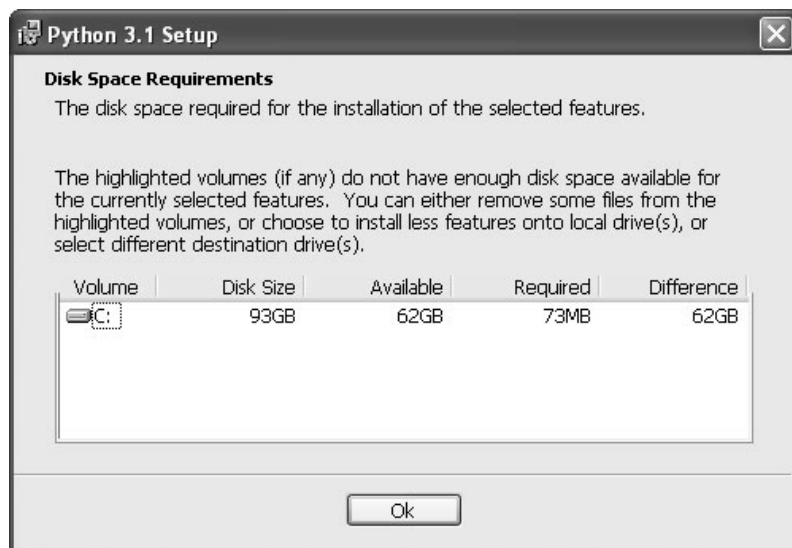 Python 3.1 Setup
Disk Space Requirements
The disk space required for the installation of the selected features.
The highlighted volumes (if any) do not have enough disk space available for
the currently selected features. You can either remove some files from the
highlighted volumes, or choose to install less features onto local drive(s), or
select different destination drive(s).
Volume Disk Size Available Required Difference
C: 93GB 62GB 73MB 62GB
Ok